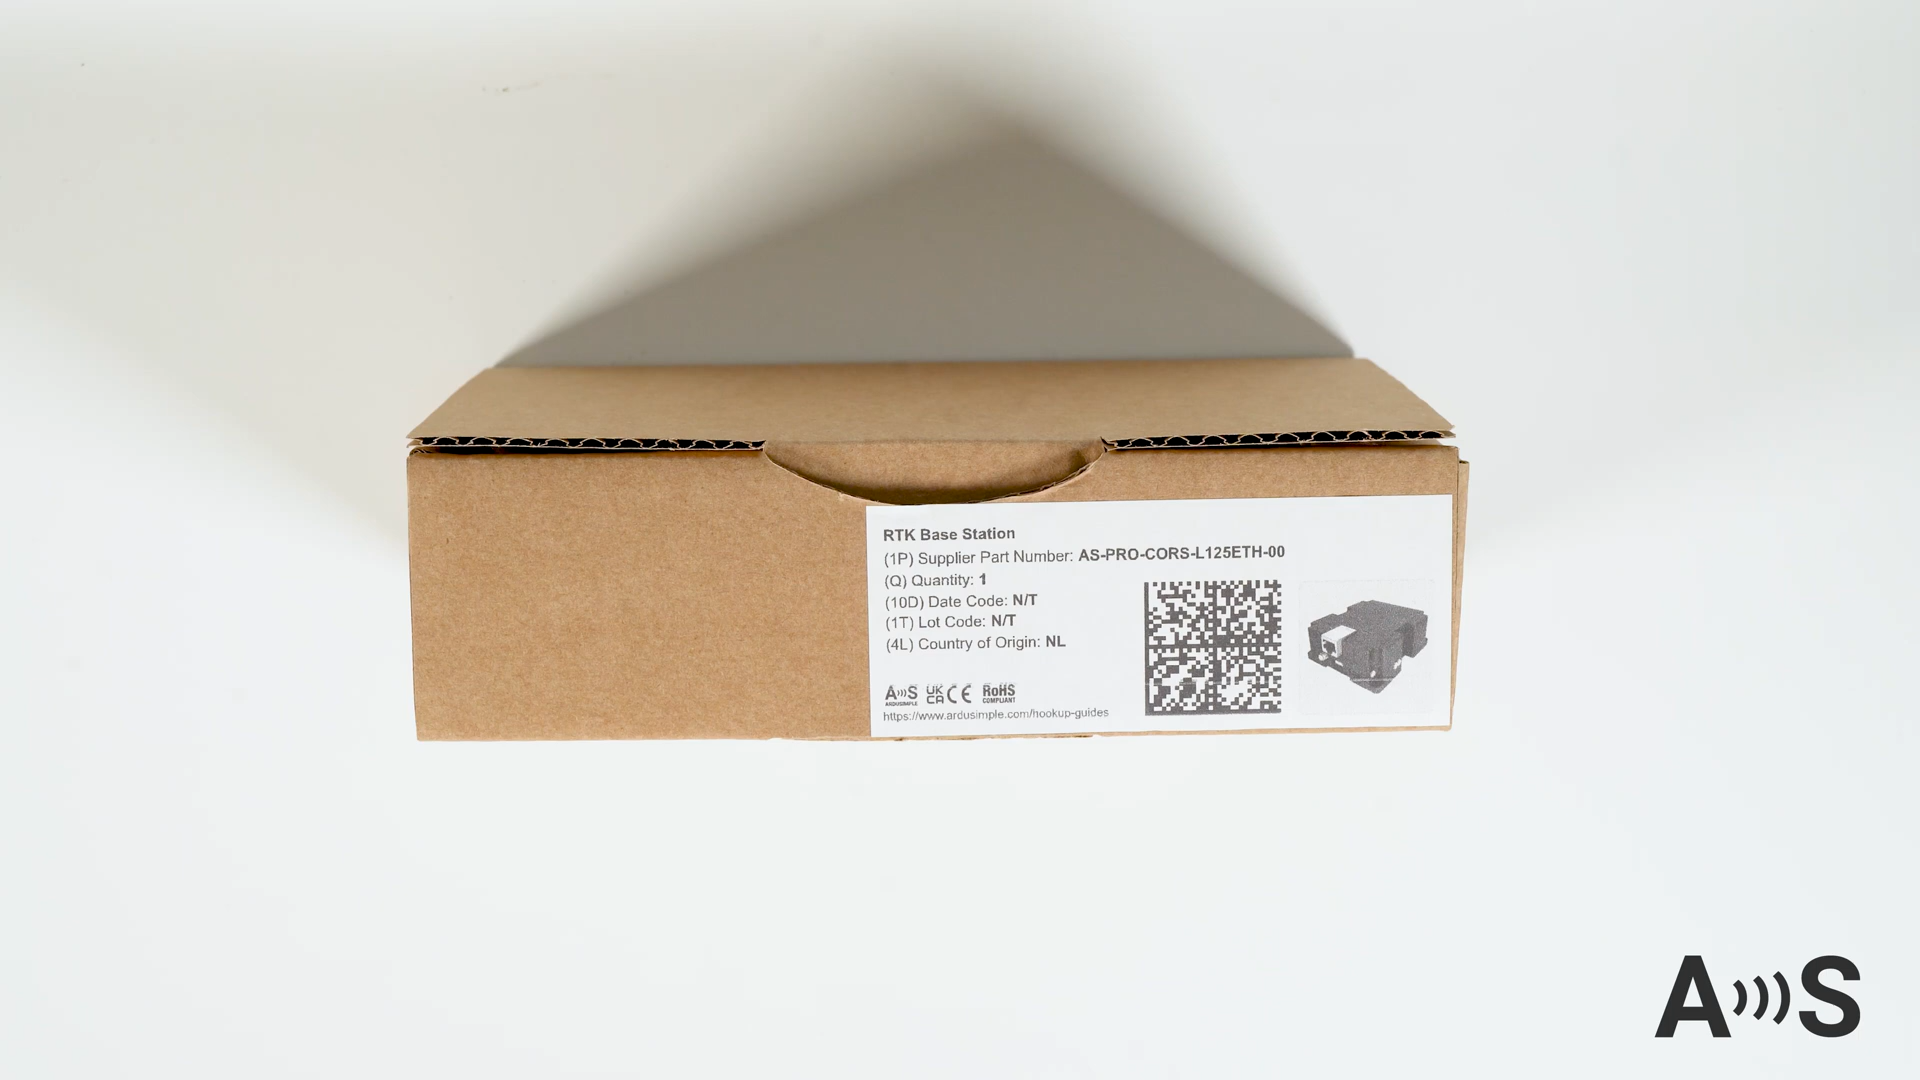 RTK Base Station
(1P) Supplier Part Number: AS-PRO-CORS-L125ETH-00
(Q) Quantity: 1
(10D) Date Code: N/T
(1T) Lot Code: N/T
(4L) Country of Origin: NL
A S UK CA CE RoHS
ARDUSIMPLE COMPLIANT
https://www.ardusimple.com/hookup-guides
A S